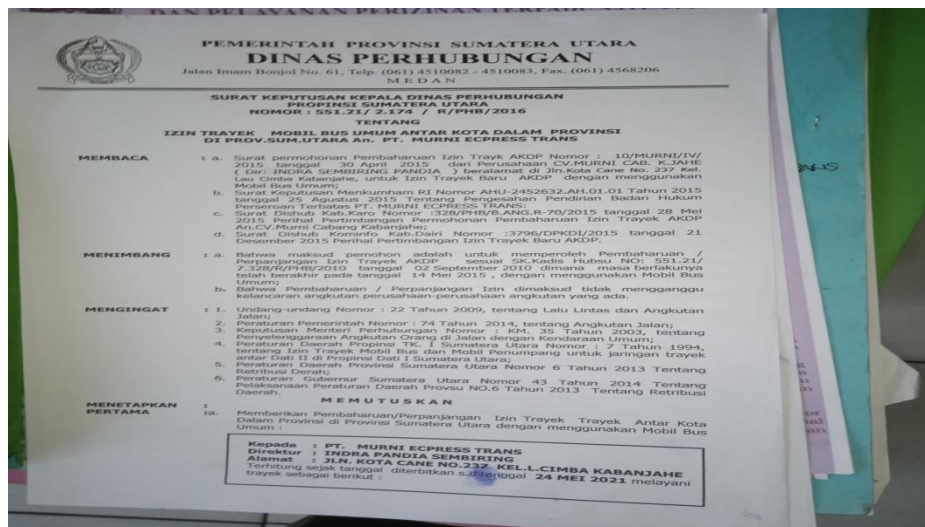 DAN PELAYANAN PERIZINAN TERPADU
PEMERINTAH PROVINSI SUMATERA UTARA
DINAS PERHUBUNGAN
Jalan Imam Bonjol No. 61, Telp. (061) 4510082 - 4510083, Fax. (061) 4568206
MEDAN
SURAT KEPUTUSAN KEPALA DINAS PERHUBUNGAN
PROPINSI SUMATERA UTARA
NOMOR : 551.21/ 2.174 / R/PHB/2016
TENTANG
IZIN TRAYEK MOBIL BUS UMUM ANTAR KOTA DALAM PROVINSI
DI PROV.SUM.UTARA An. PT. MURNI ECPRESS TRANS
MEMBACA : a. Surat permohonan Pembaharuan Izin Trayk AKDP Nomor : 10/MURNI/IV/
2015 tanggal 30 April 2015 dari Perusahaan CV.MURNI CAB. K.JAHE
( Dir: INDRA SEMBIRING PANDIA ) beralamat di Jln.Kota Cane No. 237 Kel.
Lau Cimba Kabanjahe, untuk Izin Trayek Baru AKDP dengan menggunakan
Mobil Bus Umum;
b. Surat Keputusan Menkumham RI Nomor AHU-2452632.AH.01.01 Tahun 2015
tanggal 25 Agustus 2015 Tentang Pengesahan Pendirian Badan Hukum
Perseroan Terbatas PT. MURNI ECPRESS TRANS:
c. Surat Dishub Kab.Karo Nomor :328/PHB/B.ANG.R-70/2015 tanggal 28 Mei
2015 Perihal Pertimbangan Permohonan Pembaharuan Izin Trayek AKDP
An.CV.Murni Cabang Kabanjahe;
d. Surat Dishub Kominfo Kab.Dairi Nomor :3796/DPKDI/2015 tanggal 21
Desember 2015 Perihal Pertimbangan Izin Trayek Baru AKDP.
MENIMBANG : a. Bahwa maksud pemohon adalah untuk memperoleh Pembaharuan /
Perpanjangan Izin Trayek AKDP sesuai SK.Kadis Hubsu NO: 551.21/
7.328/R/PHB/2010 tanggal 02 September 2010 dimana masa berlakunya
telah berakhir pada tanggal 14 Mei 2015 , dengan menggunakan Mobil Bus
Umum;
b. Bahwa Pembaharuan / Perpanjangan Izin dimaksud tidak mengganggu
kelancaran angkutan perusahaan-perusahaan angkutan yang ada.
MENGINGAT : 1. Undang-undang Nomor : 22 Tahun 2009, tentang Lalu Lintas dan Angkutan
Jalan;
2. Peraturan Pemerintah Nomor : 74 Tahun 2014, tentang Angkutan Jalan;
3. Keputusan Menteri Perhubungan Nomor : KM. 35 Tahun 2003, tentang
Penyelenggaraan Angkutan Orang di Jalan dengan Kendaraan Umum;
4. Peraturan Daerah Propinsi TK. I Sumatera Utara Nomor : 7 Tahun 1994,
tentang Izin Trayek Mobil Bus dan Mobil Penumpang untuk jaringan trayek
antar Dati II di Propinsi Dati I Sumatera Utara;
5. Peraturan Daerah Provinsi Sumatera Utara Nomor 6 Tahun 2013 Tentang
Retribusi Derah;
6. Peraturan Gubernur Sumatera Utara Nomor 43 Tahun 2014 Tentang
Pelaksanaan Peraturan Daerah Provsu NO.6 Tahun 2013 Tentang Retribusi
Daerah.
MEMUTUSKAN
MENETAPKAN :
PERTAMA :a. Memberikan Pembaharuan/Perpanjangan Izin Trayek Trayek Antar Kota
Dalam Provinsi di Provinsi Sumatera Utara dengan menggunakan Mobil Bus
Umum :
Kepada : PT. MURNI ECPRESS TRANS
Direktur : INDRA PANDIA SEMBIRING
Alamat : JLN. KOTA CANE NO.237 KEL.L.CIMBA KABANJAHE
Terhitung sejak tanggal diterbitkan s.d tanggal 24 MEI 2021 melayani
trayek sebagai berikut :